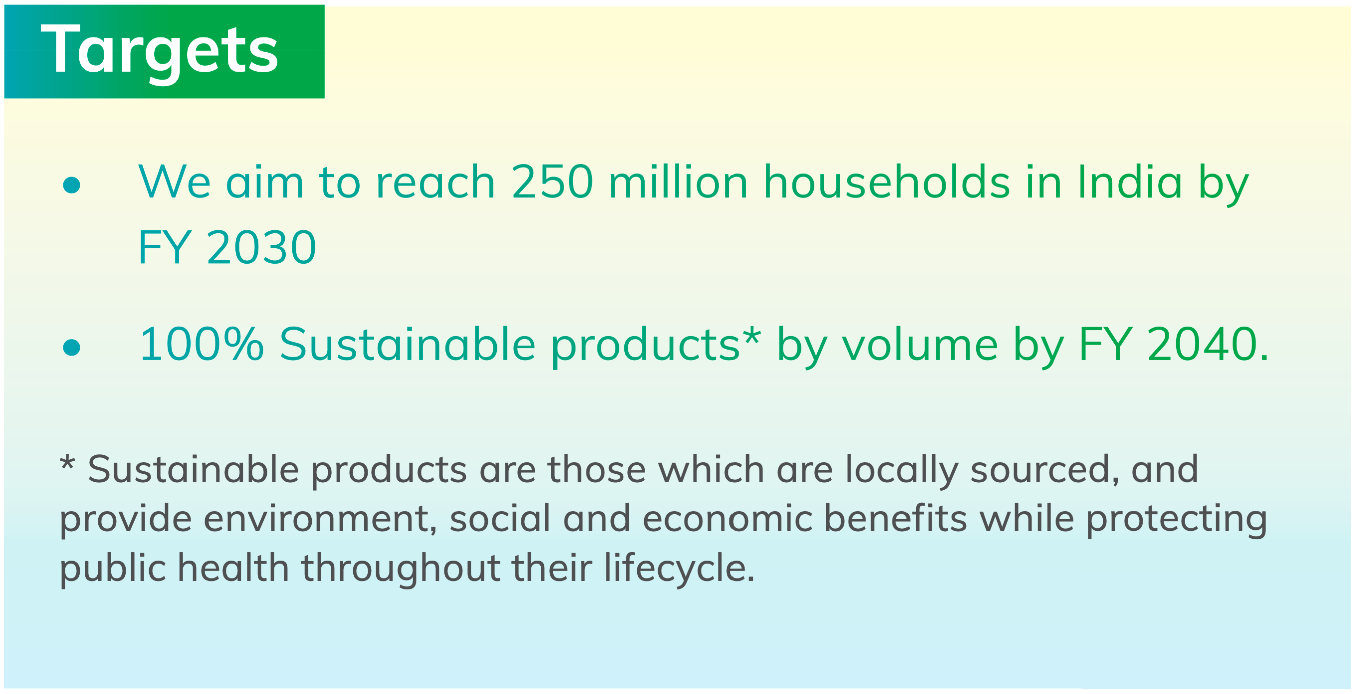 Targets
• We aim to reach 250 million households in India by
FY 2030
• 100% Sustainable products* by volume by FY 2040.
* Sustainable products are those which are locally sourced, and
provide environment, social and economic benefits while protecting
public health throughout their lifecycle.